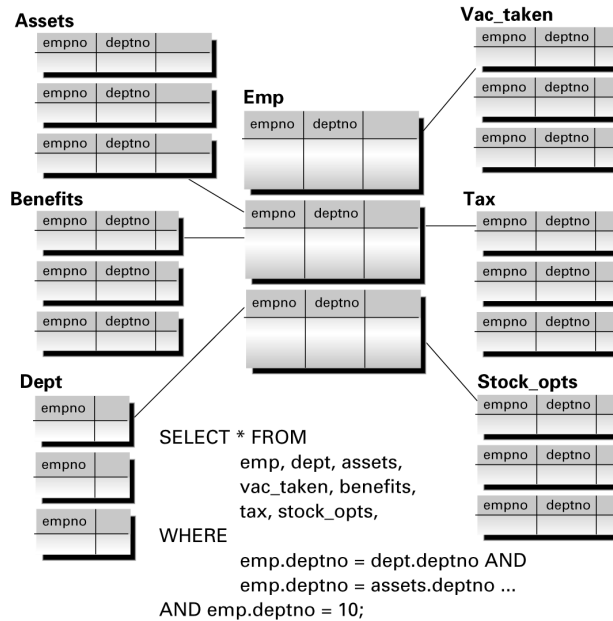 Assets
empno deptno
empno deptno
empno deptno
Benefits
empno deptno
empno deptno
empno deptno
Dept
empno
empno
empno
Emp
empno deptno
empno deptno
empno deptno
Vac_taken
empno deptno
empno deptno
empno deptno
Tax
empno deptno
empno deptno
empno deptno
Stock_opts
empno deptno
empno deptno
empno deptno
SELECT * FROM
emp, dept, assets,
vac_taken, benefits,
tax, stock_opts,
WHERE
emp.deptno = dept.deptno AND
emp.deptno = assets.deptno ...
AND emp.deptno = 10;